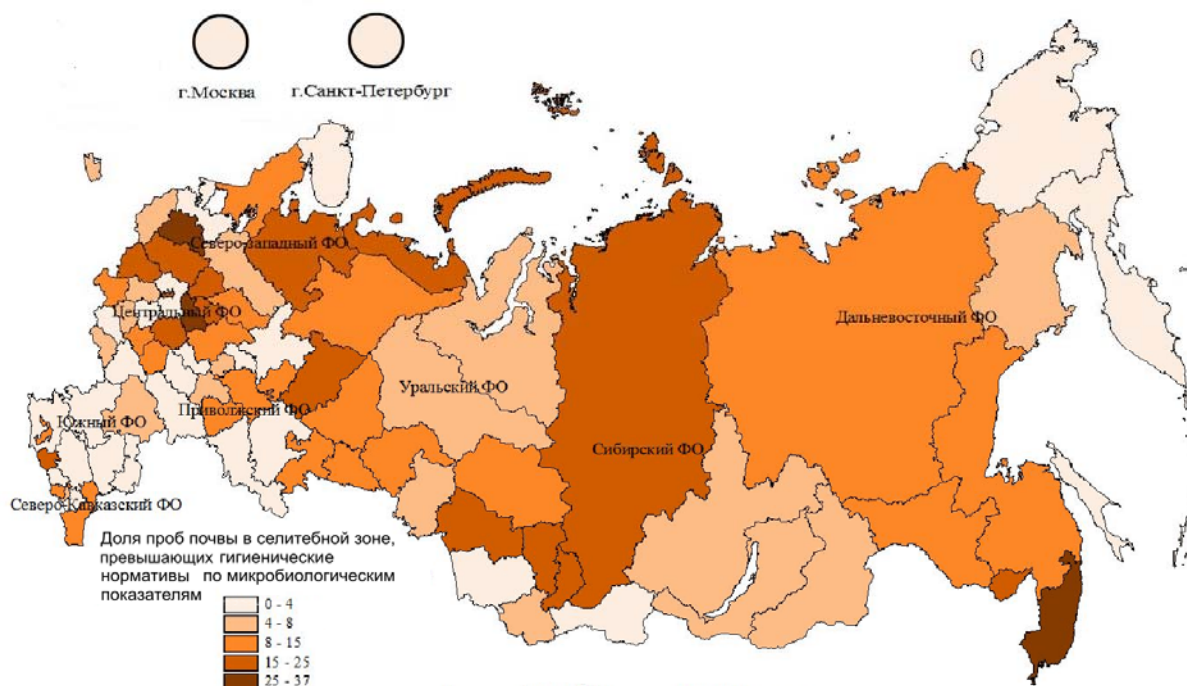 г.Москва
г.Санкт-Петербург
Северо-западный ФО
Центральный ФО
Дальневосточный ФО
Уральский ФО
Приволжский ФО
Южный ФО
Сибирский ФО
Северо-Кавказский ФО
Доля проб почвы в селитебной зоне,
превышающих гигиенические
нормативы по микробиологическим
показателям
0 - 4
4 - 8
8 - 15
15 - 25
25 - 37